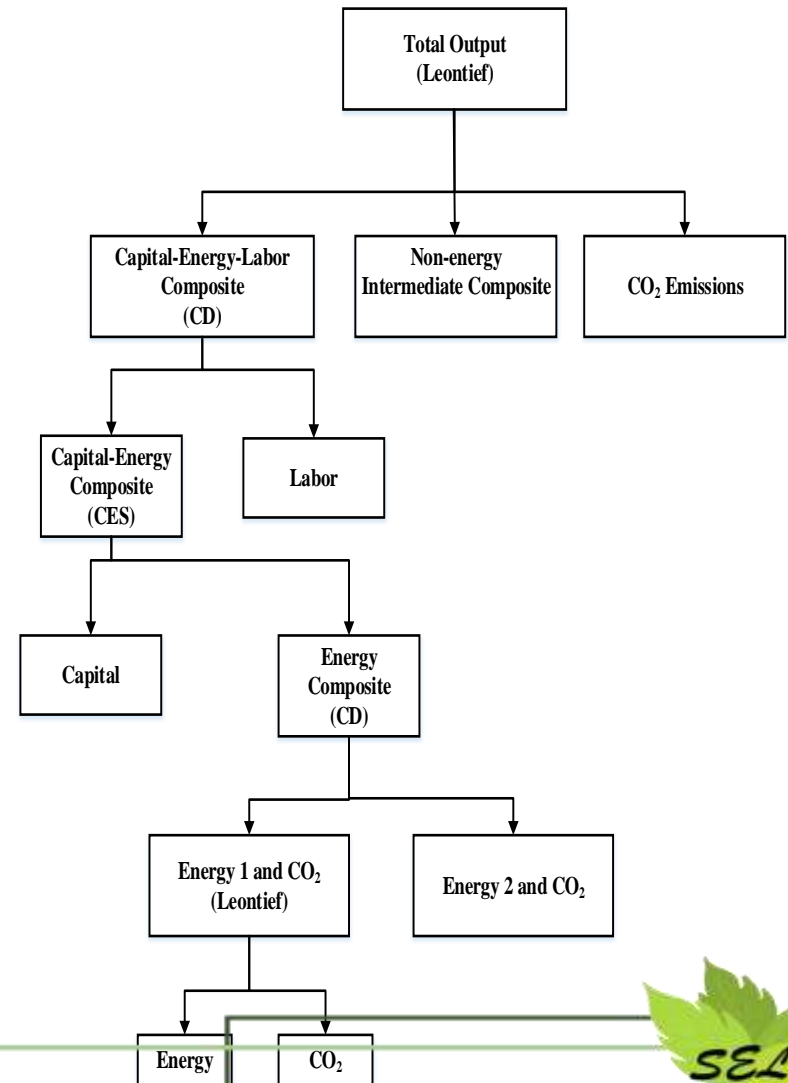 Total Output
(Leontief)
Capital-Energy-Labor
Composite
(CD)
Non-energy
Intermediate Composite
CO₂ Emissions
Capital-Energy
Composite
(CES)
Labor
Capital
Energy
Composite
(CD)
Energy 1 and CO₂
(Leontief)
Energy 2 and CO₂
Energy
CO₂